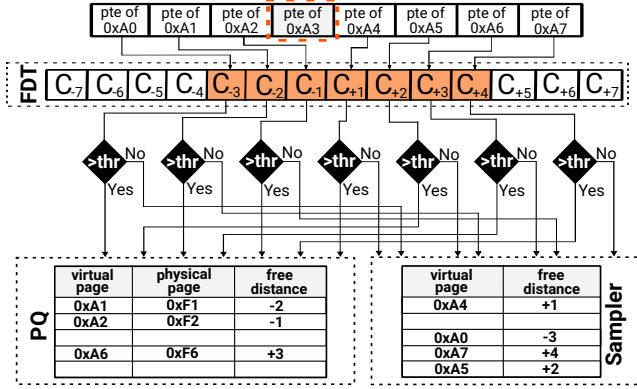 pte of 0xA0 pte of 0xA1 pte of 0xA2 pte of 0xA3 pte of 0xA4 pte of 0xA5 pte of 0xA6 pte of 0xA7
FDT
C-7 C-6 C-5 C-4 C-3 C-2 C-1 C+1 C+2 C+3 C+4 C+5 C+6 C+7
>thr No >thr No >thr No >thr No >thr No >thr No >thr No
Yes Yes Yes Yes Yes Yes Yes
PQ
virtual page physical page free distance
0xA1 0xF1 -2
0xA2 0xF2 -1
0xA6 0xF6 +3
virtual page free distance
0xA4 +1
0xA0 -3
0xA7 +4
0xA5 +2
Sampler